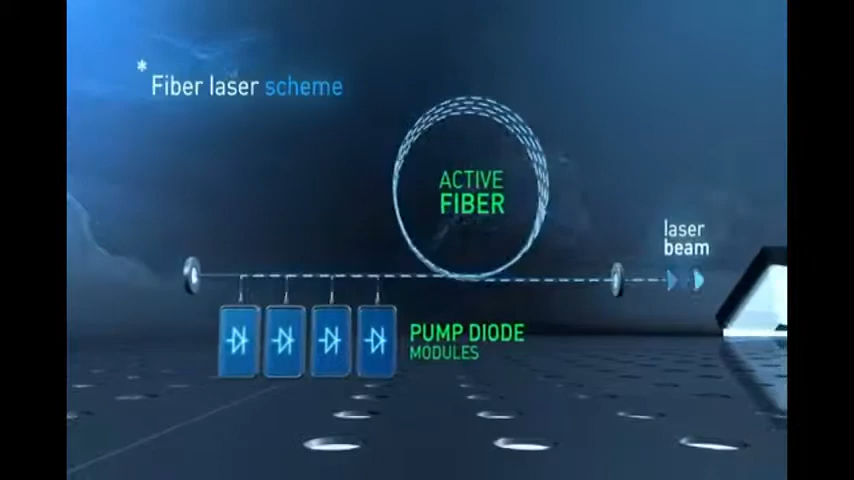 *
Fiber laser scheme
ACTIVE
FIBER
laser
beam
PUMP DIODE
MODULES